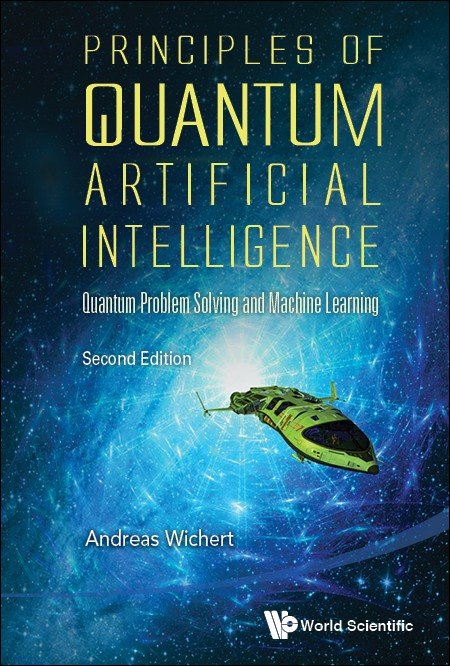 PRINCIPLES OF
QUANTUM
ARTIFICIAL
INTELLIGENCE
Quantum Problem Solving and Machine Learning
Second Edition
Andreas Wichert
World Scientific